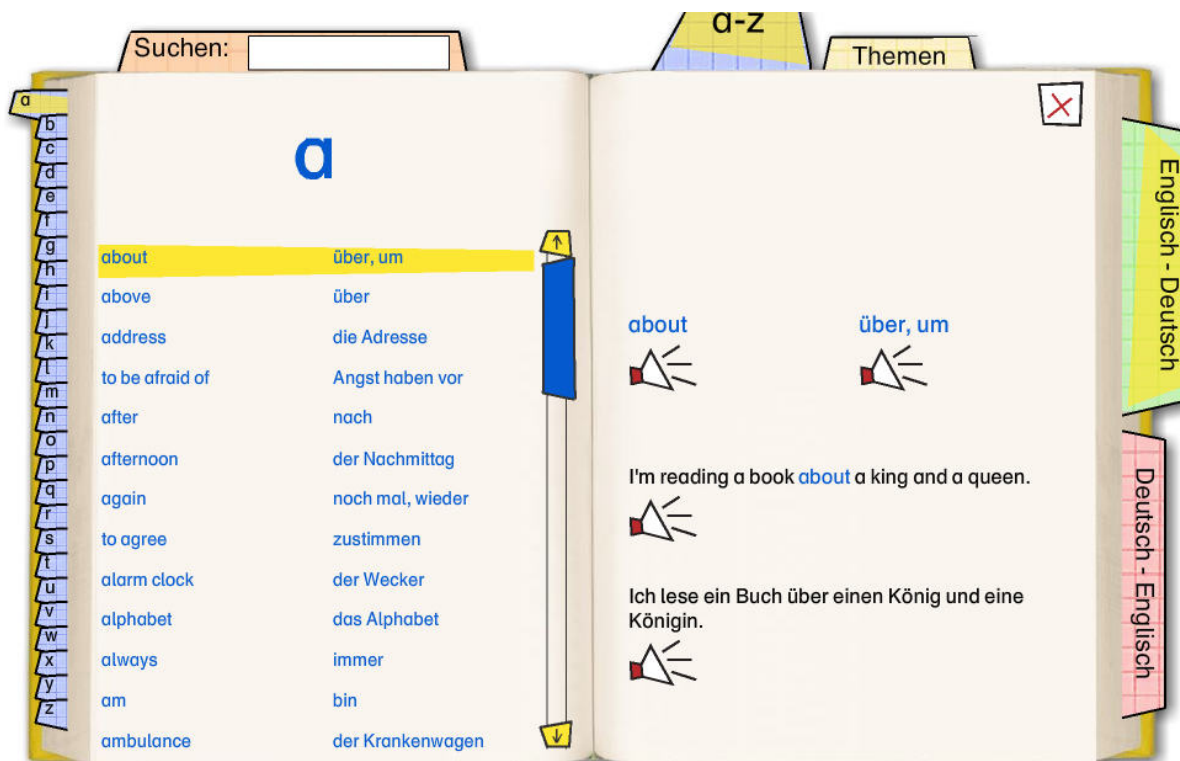 Suchen:
a-z
Themen
a
b
c
d
e
f
g
h
i
j
k
l
m
n
o
p
q
r
s
t
u
v
w
x
y
z
a
about über, um
above über
address die Adresse
to be afraid of Angst haben vor
after nach
afternoon der Nachmittag
again noch mal, wieder
to agree zustimmen
alarm clock der Wecker
alphabet das Alphabet
always immer
am bin
ambulance der Krankenwagen
about über, um
I'm reading a book about a king and a queen.
Ich lese ein Buch über einen König und eine
Königin.
Englisch - Deutsch
Deutsch - Englisch